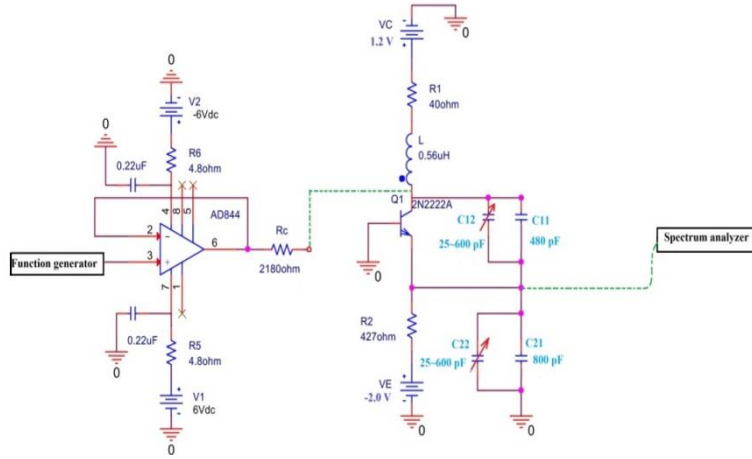 VC
0
1.2 V
0
V2
-6Vdc
R1
40ohm
0
R6
4.8ohm
0.22uF
L
0.56uH
4
8
5
AD844
Q1
2N2222A
C12
C11
2
-
Rc
6
25~600 pF
480 pF
Function generator
3
+
2180ohm
0
Spectrum analyzer
7
1
0.22uF
R2
427ohm
C22
C21
25~600 pF
800 pF
0
R5
4.8ohm
VE
-2.0 V
V1
6Vdc
0
0
0